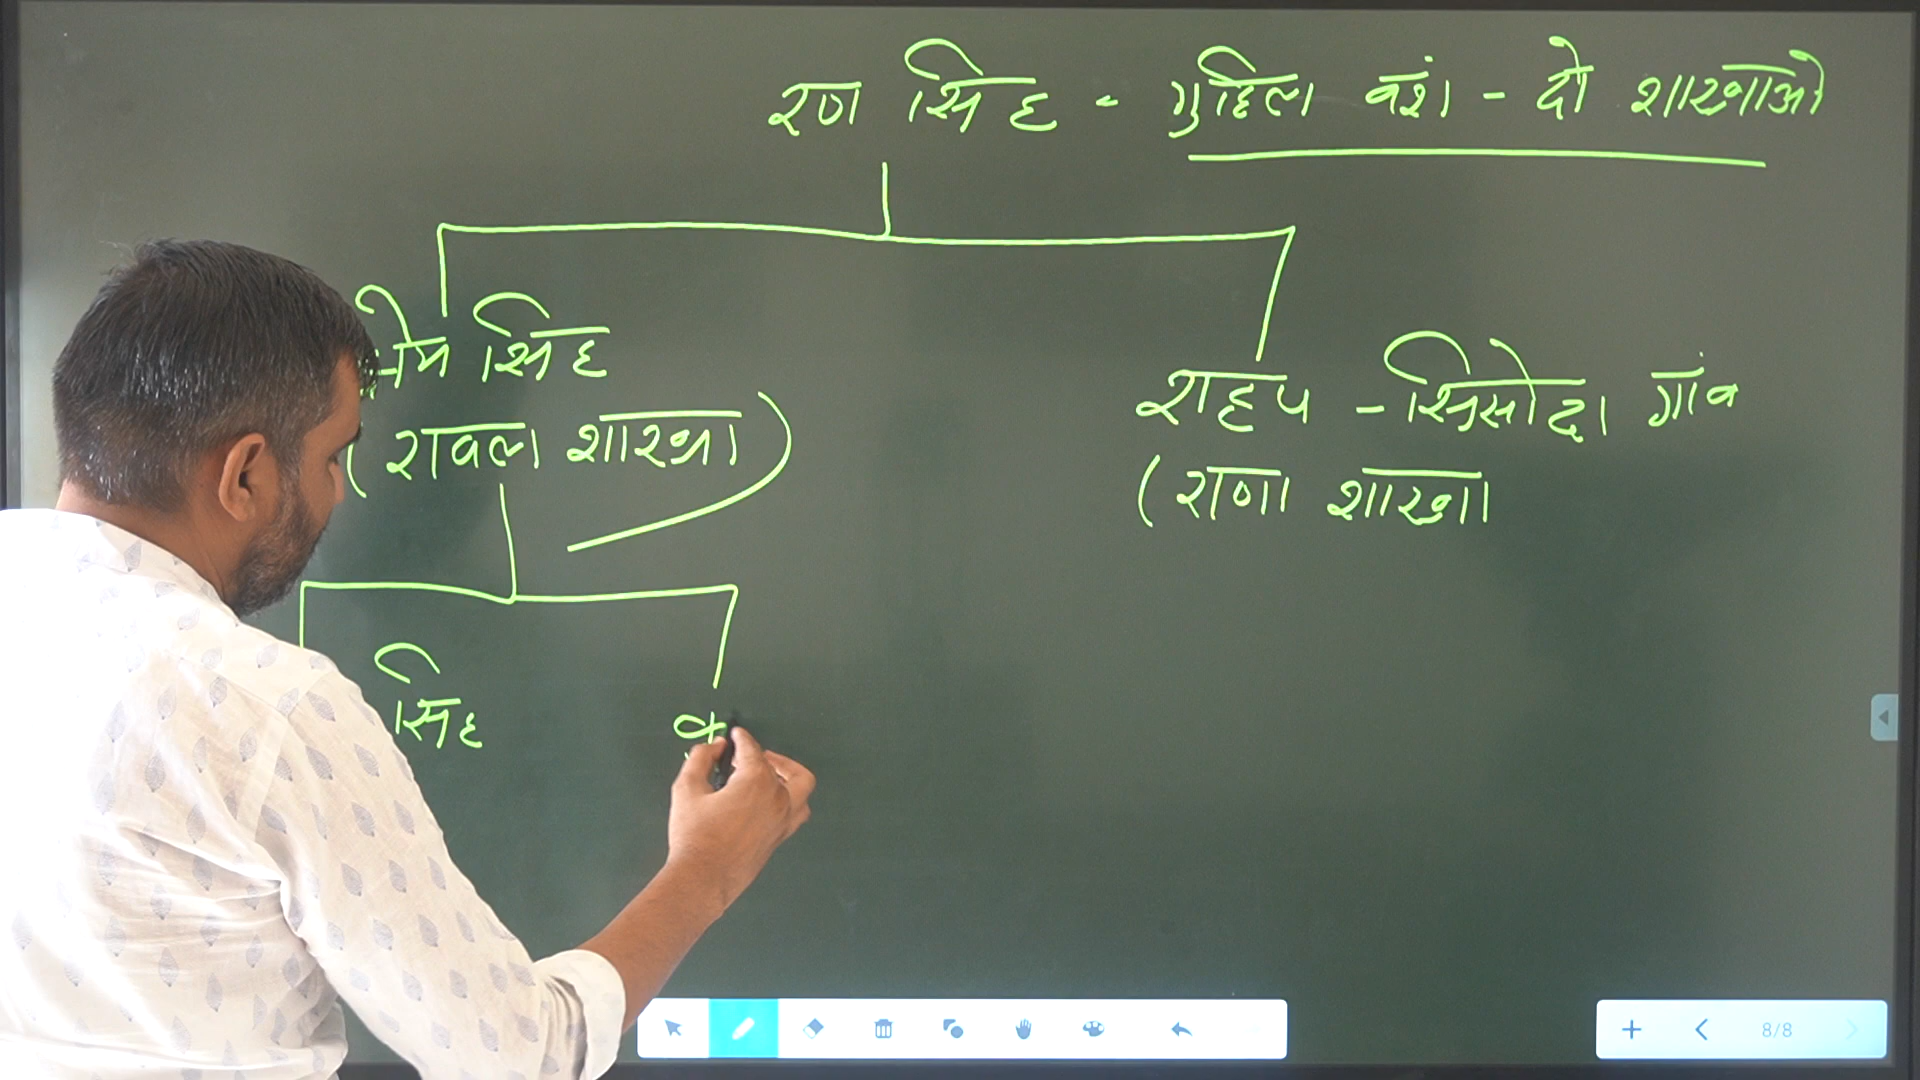 रण सिंह - गुहिल वंश - दो शाखाओ
सिंह
(रावल शाखा)
राहप - सिसोदा गांव
(राणा शाखा
सिंह
8/8